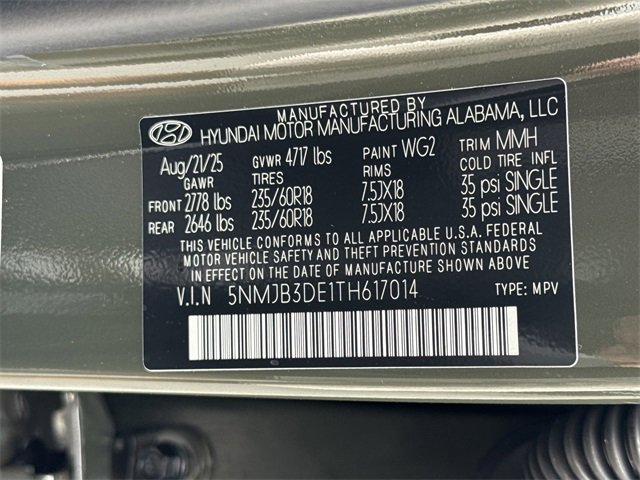 MANUFACTURED BY
HYUNDAI MOTOR MANUFACTURING ALABAMA, LLC
Aug/21/25 GVWR 4717 lbs PAINT WG2 TRIM MMH
GAWR TIRES RIMS COLD TIRE INFL
FRONT 2778 lbs 235/60R18 7.5JX18 35 psi SINGLE
REAR 2646 lbs 235/60R18 7.5JX18 35 psi SINGLE
THIS VEHICLE CONFORMS TO ALL APPLICABLE U.S.A. FEDERAL
MOTOR VEHICLE SAFETY AND THEFT PREVENTION STANDARDS
IN EFFECT ON THE DATE OF MANUFACTURE SHOWN ABOVE
V.I.N 5NMJB3DE1TH617014 TYPE: MPV